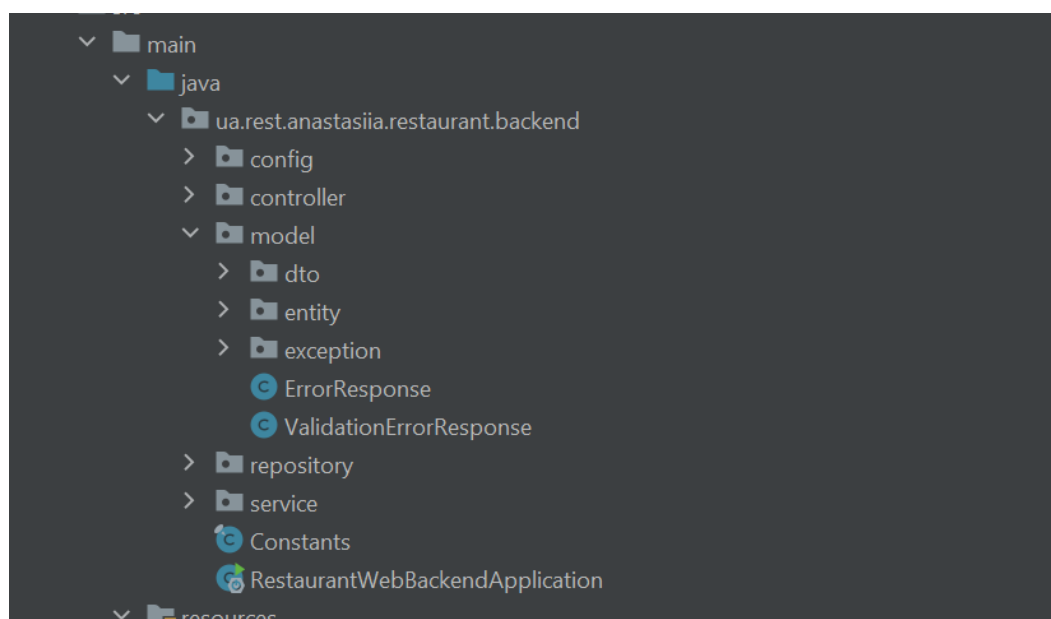 main
java
ua.rest.anastasiia.restaurant.backend
config
controller
model
dto
entity
exception
ErrorResponse
ValidationErrorResponse
repository
service
Constants
RestaurantWebBackendApplication
resources